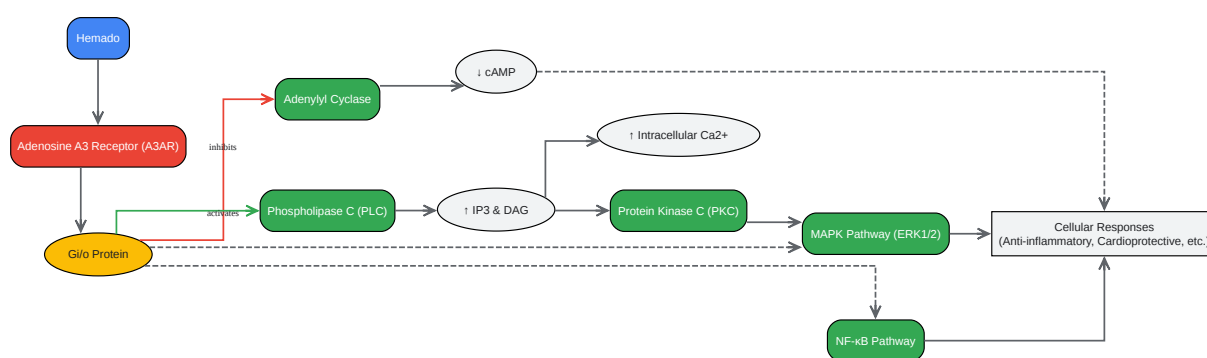 Hemado
↓ cAMP
Adenylyl Cyclase
↑ Intracellular Ca2+
Adenosine A3 Receptor (A3AR)
inhibits
activates
Phospholipase C (PLC)
↑ IP3 & DAG
Protein Kinase C (PKC)
MAPK Pathway (ERK1/2)
Cellular Responses
(Anti-inflammatory, Cardioprotective, etc.)
Gi/o Protein
NF-κB Pathway